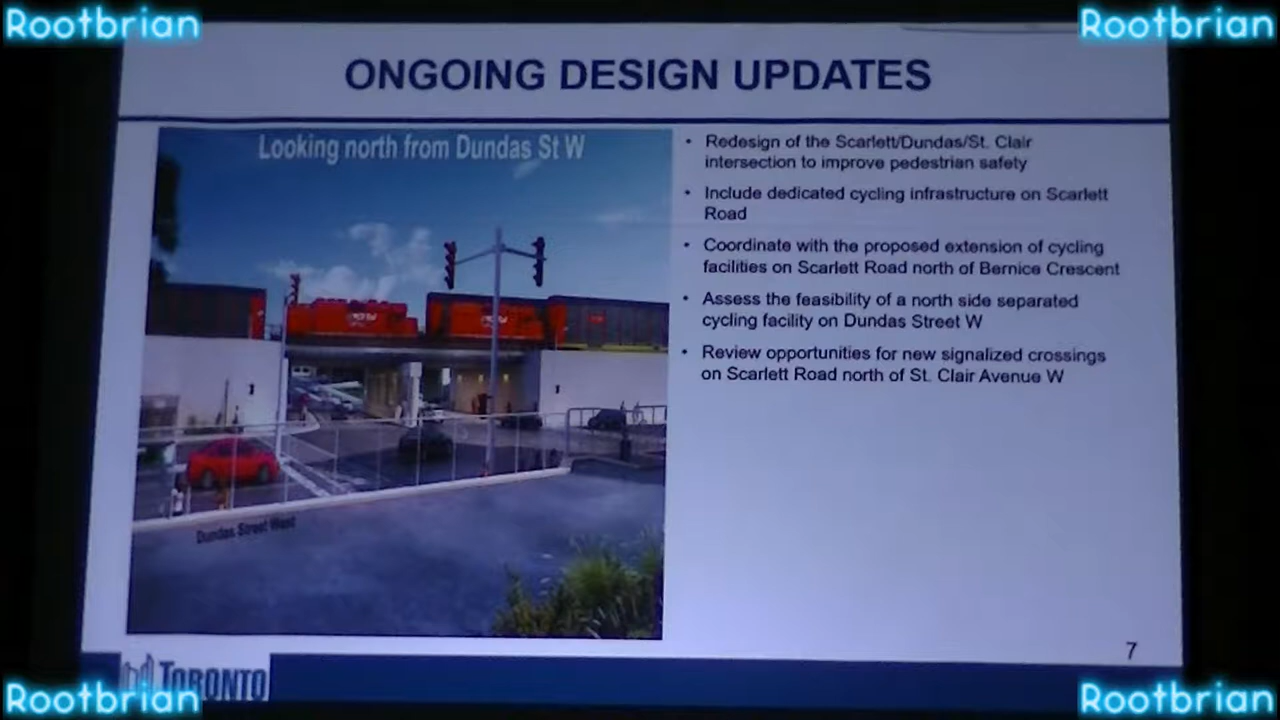 Rootbrian
Rootbrian
ONGOING DESIGN UPDATES
Looking north from Dundas St W
Dundas Street West
• Redesign of the Scarlett/Dundas/St. Clair
intersection to improve pedestrian safety
• Include dedicated cycling infrastructure on Scarlett
Road
• Coordinate with the proposed extension of cycling
facilities on Scarlett Road north of Bernice Crescent
• Assess the feasibility of a north side separated
cycling facility on Dundas Street W
• Review opportunities for new signalized crossings
on Scarlett Road north of St. Clair Avenue W
7
TORONTO
Rootbrian
Rootbrian